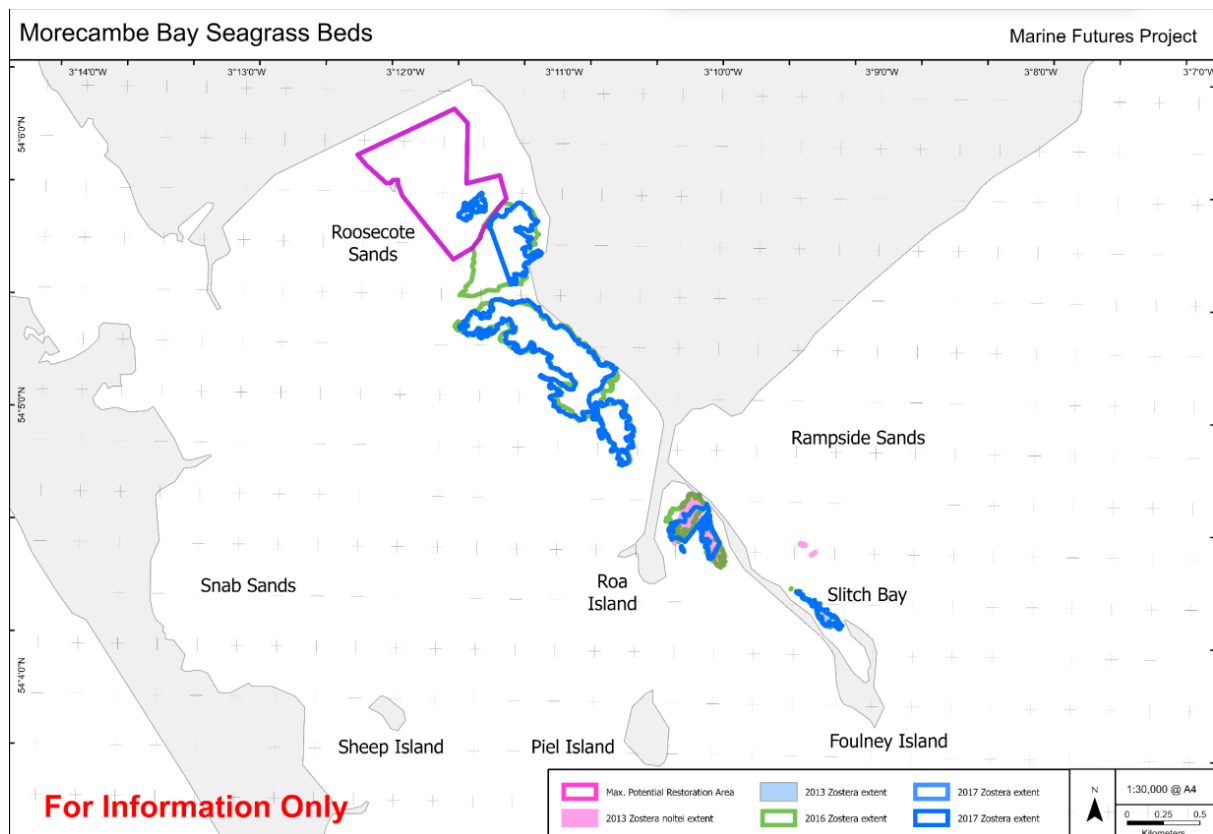 Morecambe Bay Seagrass Beds
Marine Futures Project
3°14'0"W 3°13'0"W 3°12'0"W 3°11'0"W 3°10'0"W 3°9'0"W 3°8'0"W 3°7'0"W
54°6'0"N
Roosecote
Sands
54°5'0"N
Rampside Sands
Snab Sands
Roa
Island
Slitch Bay
54°4'0"N
Sheep Island
Piel Island
Foulney Island
For Information Only
Max. Potential Restoration Area
2013 Zostera extent
2017 Zostera extent
2013 Zostera noltei extent
2016 Zostera extent
2017 Zostera extent
N
1:30,000 @ A4
0 0.25 0.5
Kilometers